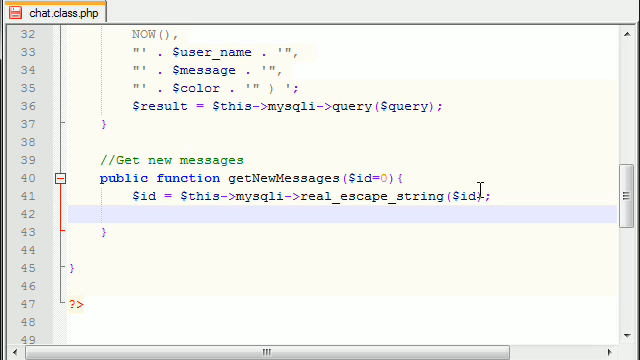 chat.class.php
32 NOW(),
33 "' . $user_name . '",
34 "' . $message . '",
35 "' . $color . '" ) ';
36 $result = $this->mysqli->query($query);
37 }
38
39 //Get new messages
40 public function getNewMessages($id=0){
41 $id = $this->mysqli->real_escape_string($id);
42
43 }
44
45 }
46
47 ?>
48
49